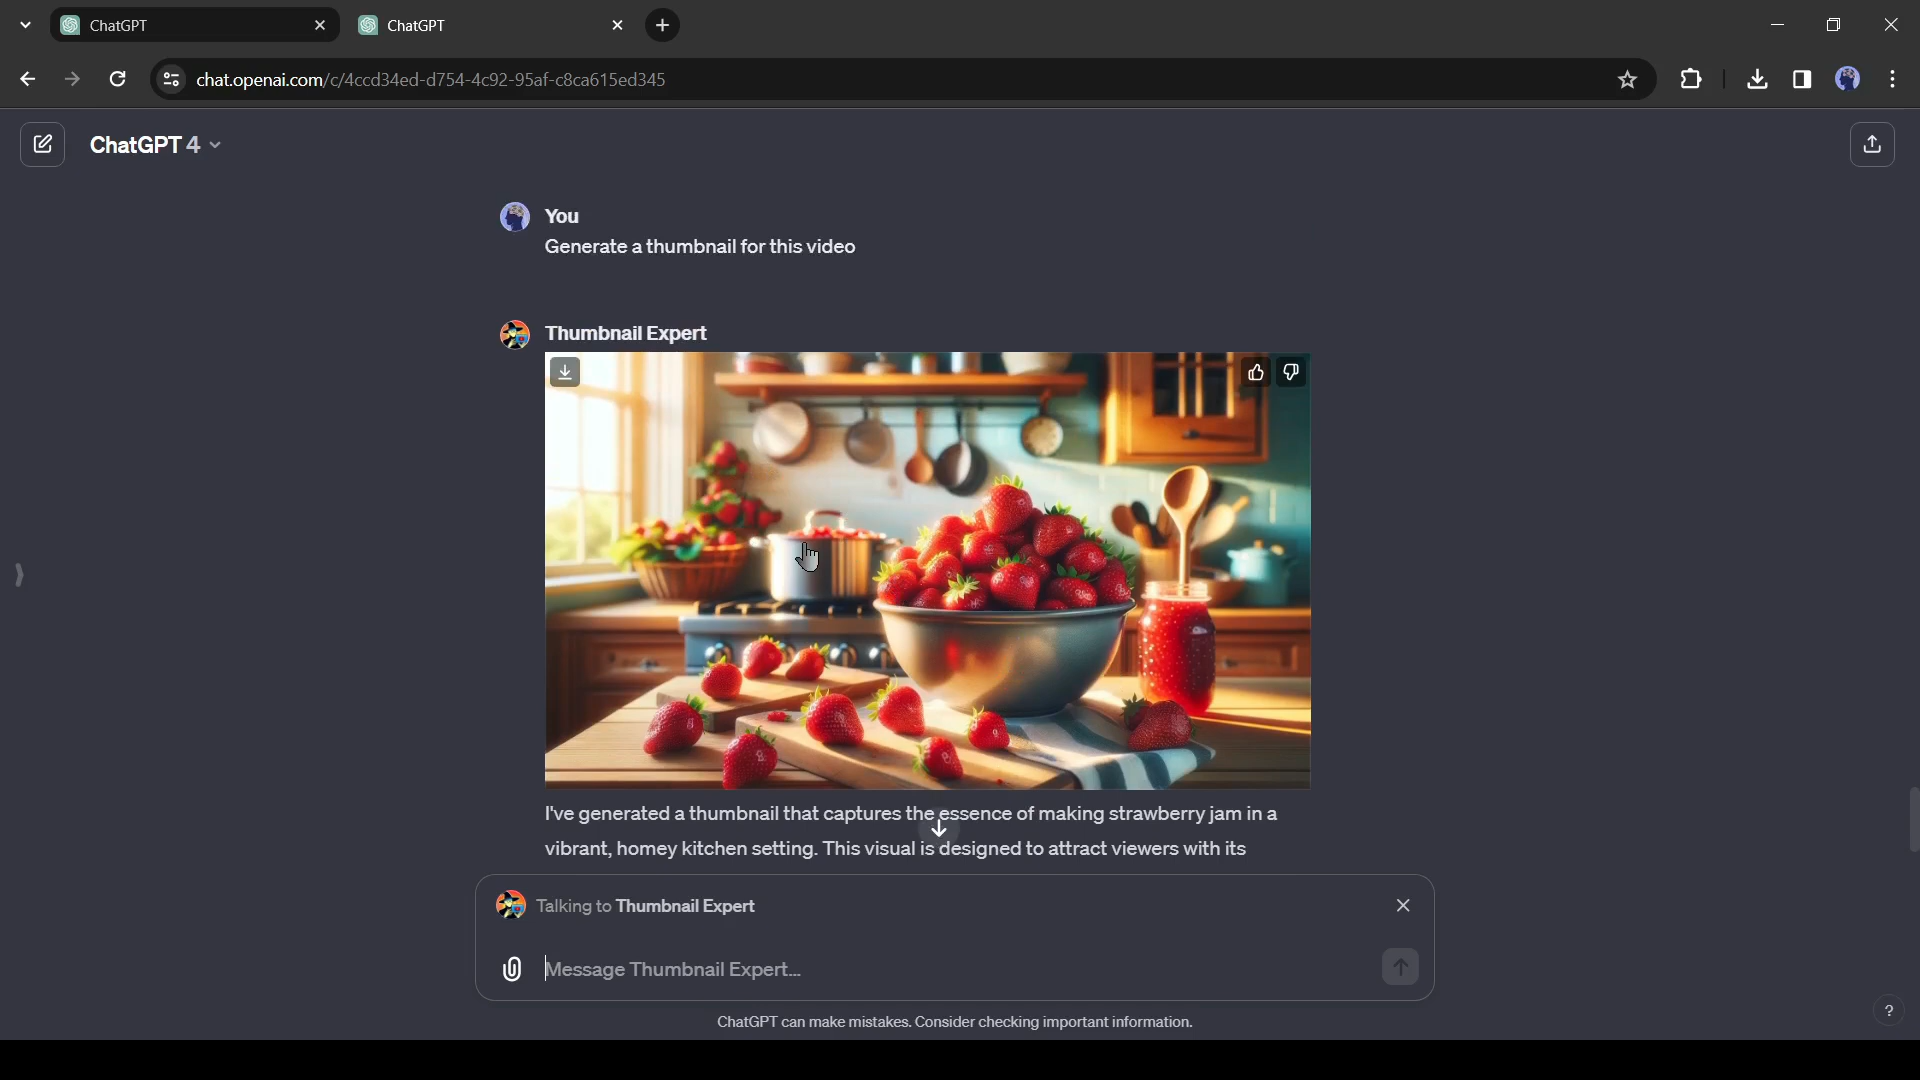 ChatGPT
ChatGPT
chat.openai.com/c/4ccd34ed-d754-4c92-95af-c8ca615ed345
ChatGPT 4
You
Generate a thumbnail for this video
Thumbnail Expert
I've generated a thumbnail that captures the essence of making strawberry jam in a
vibrant, homey kitchen setting. This visual is designed to attract viewers with its
Talking to Thumbnail Expert
Message Thumbnail Expert...
ChatGPT can make mistakes. Consider checking important information.
?